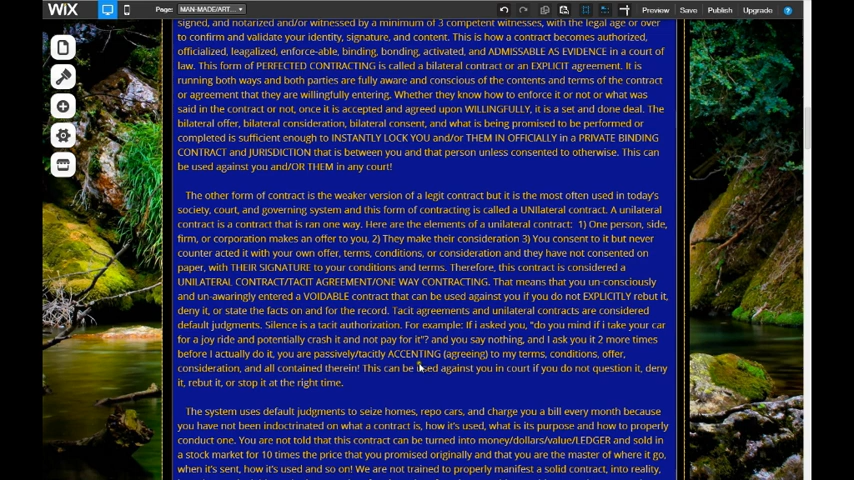 WIX
Page: MAN-MADE/ART...
Preview
Save
Publish
Upgrade
?
signed, and notarized and/or witnessed by a minimum of 3 competent witnesses, with the legal age or over
to confirm and validate your identity, signature, and content. This is how a contract becomes authorized,
officialized, leagalized, enforce-able, binding, bonding, activated, and ADMISSABLE AS EVIDENCE in a court of
law. This form of PERFECTED CONTRACTING is called a bilateral contract or an EXPLICIT agreement. It is
running both ways and both parties are fully aware and conscious of the contents and terms of the contract
or agreement that they are willingfully entering. Whether they know how to enforce it or not or what was
said in the contract or not, once it is accepted and agreed upon WILLINGFULLY, it is a set and done deal. The
bilateral offer, bilateral consideration, bilateral consent, and what is being promised to be performed or
completed is sufficient enough to INSTANTLY LOCK YOU and/or THEM IN OFFICIALLY in a PRIVATE BINDING
CONTRACT and JURISDICTION that is between you and that person unless consented to otherwise. This can
be used against you and/OR THEM in any court!
The other form of contract is the weaker version of a legit contract but it is the most often used in today's
society, court, and governing system and this form of contracting is called a UNIlateral contract. A unilateral
contract is a contract that is ran one way. Here are the elements of a unilateral contract: 1) One person, side,
firm, or corporation makes an offer to you, 2) They make their consideration 3) You consent to it but never
counter acted it with your own offer, terms, conditions, or consideration and they have not consented on
paper, with THEIR SIGNATURE to your conditions and terms. Therefore, this contract is considered a
UNILATERAL CONTRACT/TACIT AGREEMENT/ONE WAY CONTRACTING. That means that you un-consciously
and un-awaringly entered a VOIDABLE contract that can be used against you if you do not EXPLICITLY rebut it,
deny it, or state the facts on and for the record. Tacit agreements and unilateral contracts are considered
default judgments. Silence is a tacit authorization. For example: If i asked you, "do you mind if i take your car
for a joy ride and potentially crash it and not pay for it"? and you say nothing, and I ask you it 2 more times
before I actually do it, you are passively/tacitly ACCENTING (agreeing) to my terms, conditions, offer,
consideration, and all contained therein! This can be used against you in court if you do not question it, deny
it, rebut it, or stop it at the right time.
The system uses default judgments to seize homes, repo cars, and charge you a bill every month because
you have not been indoctrinated on what a contract is, how it's used, what is its purpose and how to properly
conduct one. You are not told that this contract can be turned into money/dollars/value/LEDGER and sold in
a stock market for 10 times the price that you promised originally and that you are the master of where it go,
when it's sent, how it's used and so on! We are not trained to properly manifest a solid contract, into reality,